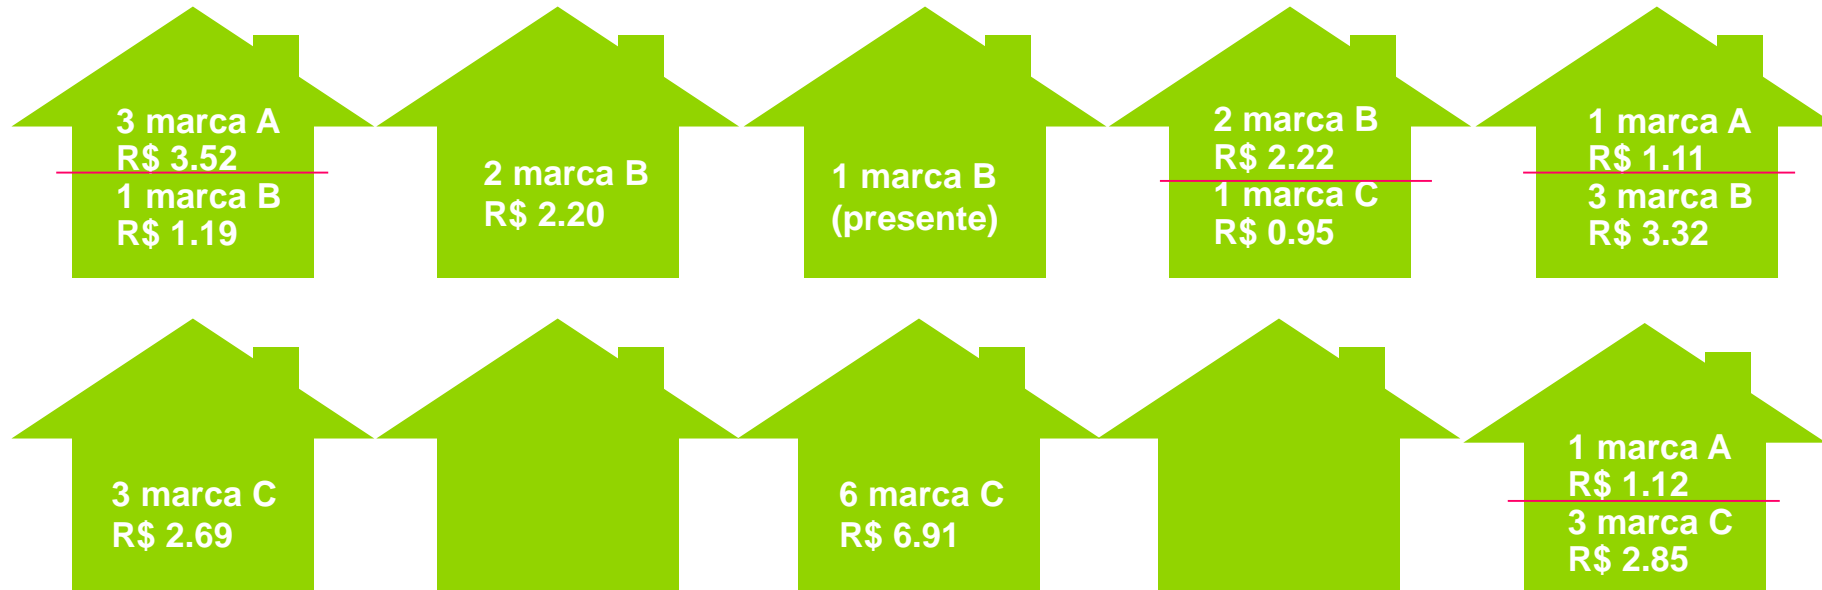 3 marca A
R$ 3.52
1 marca B
R$ 1.19
2 marca B
R$ 2.20
1 marca B
(presente)
2 marca B
R$ 2.22
1 marca C
R$ 0.95
1 marca A
R$ 1.11
3 marca B
R$ 3.32
3 marca C
R$ 2.69
6 marca C
R$ 6.91
1 marca A
R$ 1.12
3 marca C
R$ 2.85